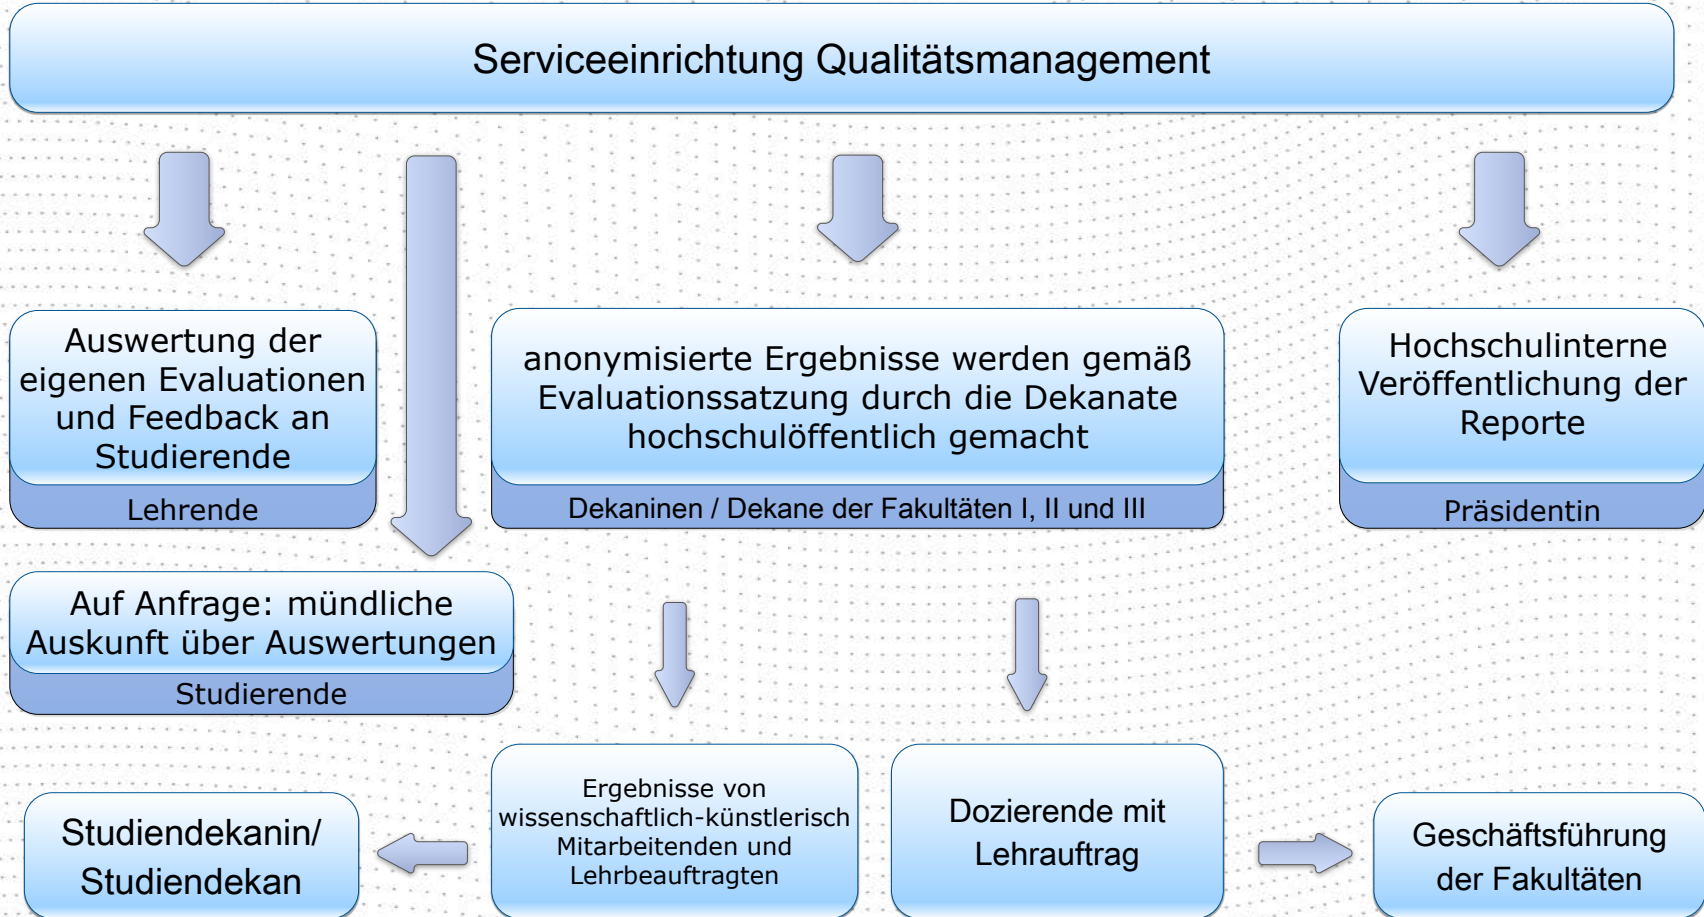 Serviceeinrichtung Qualitätsmanagement
Auswertung der
eigenen Evaluationen
und Feedback an
Studierende
Lehrende
anonymisierte Ergebnisse werden gemäß
Evaluationssatzung durch die Dekanate
hochschulöffentlich gemacht
Dekaninen / Dekane der Fakultäten I, II und III
Hochschulinterne
Veröffentlichung der
Reporte
Präsidentin
Auf Anfrage: mündliche
Auskunft über Auswertungen
Studierende
Studiendekanin/
Studiendekan
Ergebnisse von
wissenschaftlich-künstlerisch
Mitarbeitenden und
Lehrbeauftragten
Dozierende mit
Lehrauftrag
Geschäftsführung
der Fakultäten